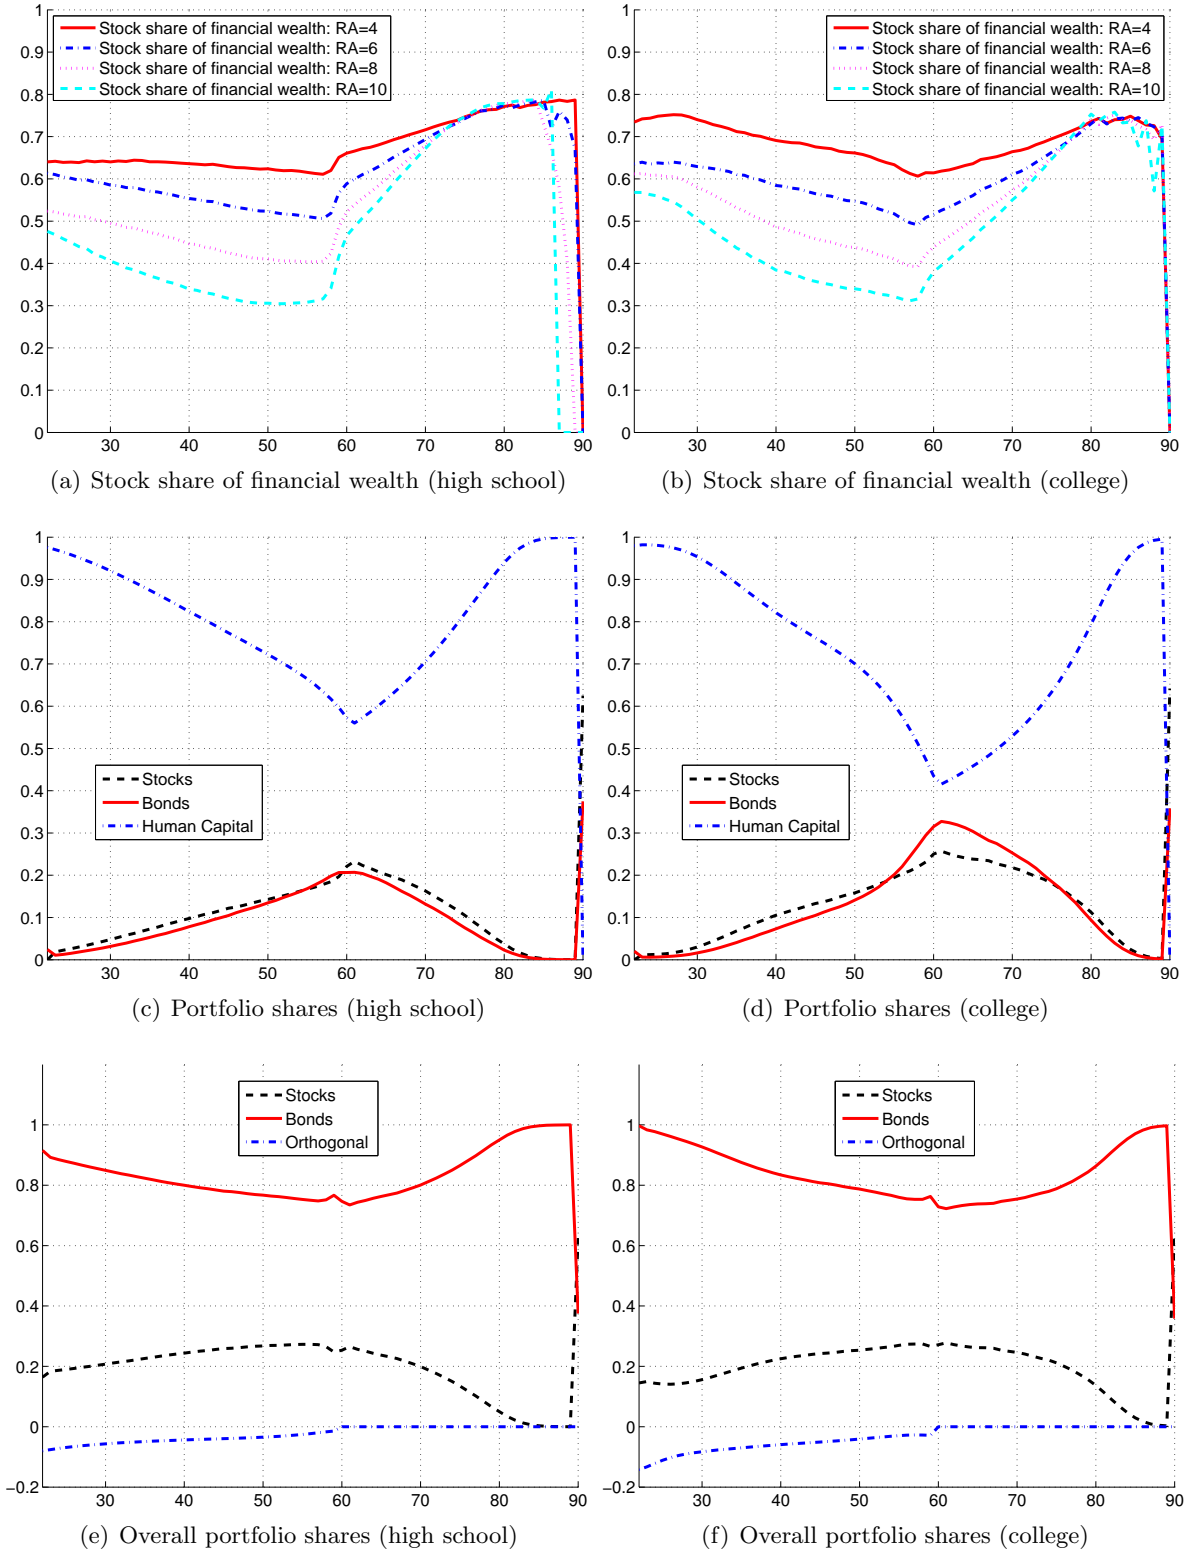 1
0.9
0.8
0.7
0.6
0.5
0.4
0.3
0.2
0.1
0
30 40 50 60 70 80 90
Stock share of financial wealth: RA=4
Stock share of financial wealth: RA=6
Stock share of financial wealth: RA=8
Stock share of financial wealth: RA=10
(a) Stock share of financial wealth (high school)
1
0.9
0.8
0.7
0.6
0.5
0.4
0.3
0.2
0.1
0
30 40 50 60 70 80 90
Stock share of financial wealth: RA=4
Stock share of financial wealth: RA=6
Stock share of financial wealth: RA=8
Stock share of financial wealth: RA=10
(b) Stock share of financial wealth (college)
1
0.9
0.8
0.7
0.6
0.5
0.4
0.3
0.2
0.1
0
30 40 50 60 70 80 90
Stocks
Bonds
Human Capital
(c) Portfolio shares (high school)
1
0.9
0.8
0.7
0.6
0.5
0.4
0.3
0.2
0.1
0
30 40 50 60 70 80 90
Stocks
Bonds
Human Capital
(d) Portfolio shares (college)
1
0.8
0.6
0.4
0.2
0
−0.2
30 40 50 60 70 80 90
Stocks
Bonds
Orthogonal
(e) Overall portfolio shares (high school)
1
0.8
0.6
0.4
0.2
0
−0.2
30 40 50 60 70 80 90
Stocks
Bonds
Orthogonal
(f) Overall portfolio shares (college)